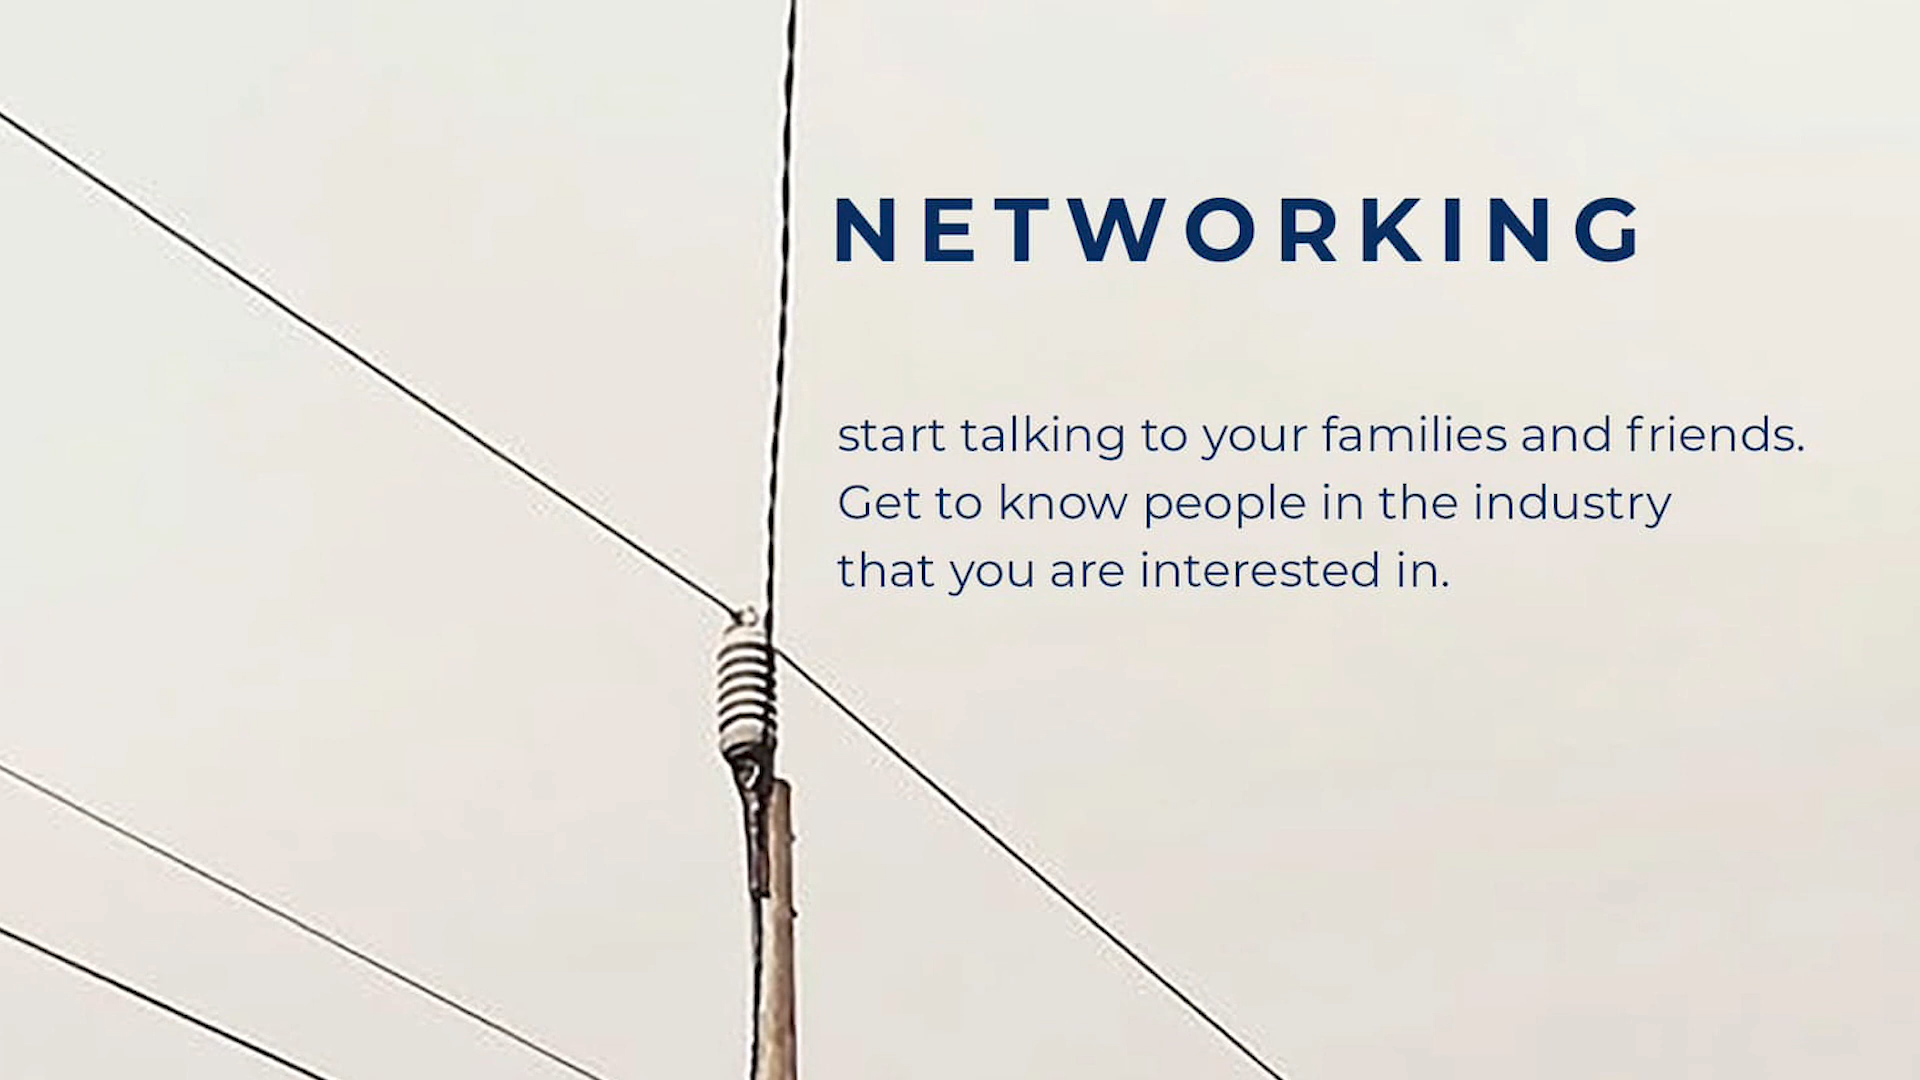 NETWORKING
start talking to your families and friends.
Get to know people in the industry
that you are interested in.